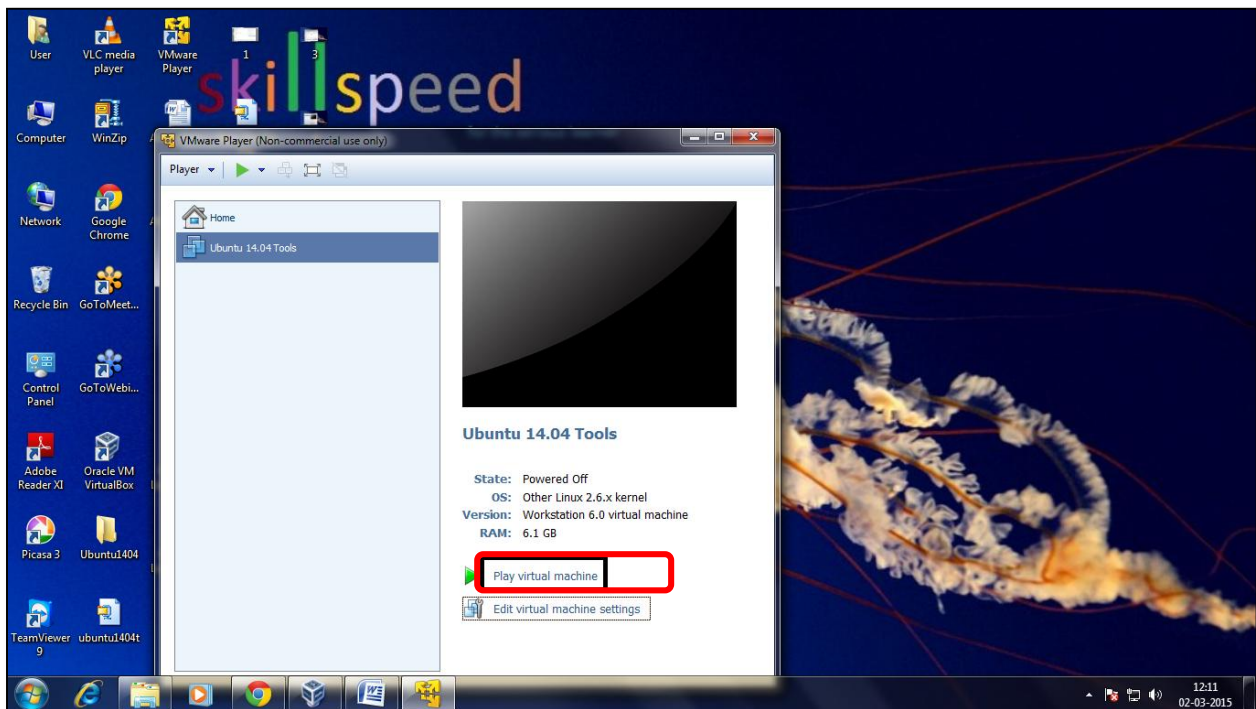 User
VLC media
player
VMware
Player
1
3
skillspeed
Computer
WinZip
VMware Player (Non-commercial use only)
Player
Network
Google
Chrome
Home
Ubuntu 14.04 Tools
Recycle Bin
GoToMeet...
Control
Panel
GoToWebi...
Ubuntu 14.04 Tools
State: Powered Off
OS: Other Linux 2.6.x kernel
Version: Workstation 6.0 virtual machine
RAM: 6.1 GB
Adobe
Reader XI
Oracle VM
VirtualBox
Picasa 3
Ubuntu1404
Play virtual machine
Edit virtual machine settings
TeamViewer
9
ubuntu1404t
12:11
02-03-2015